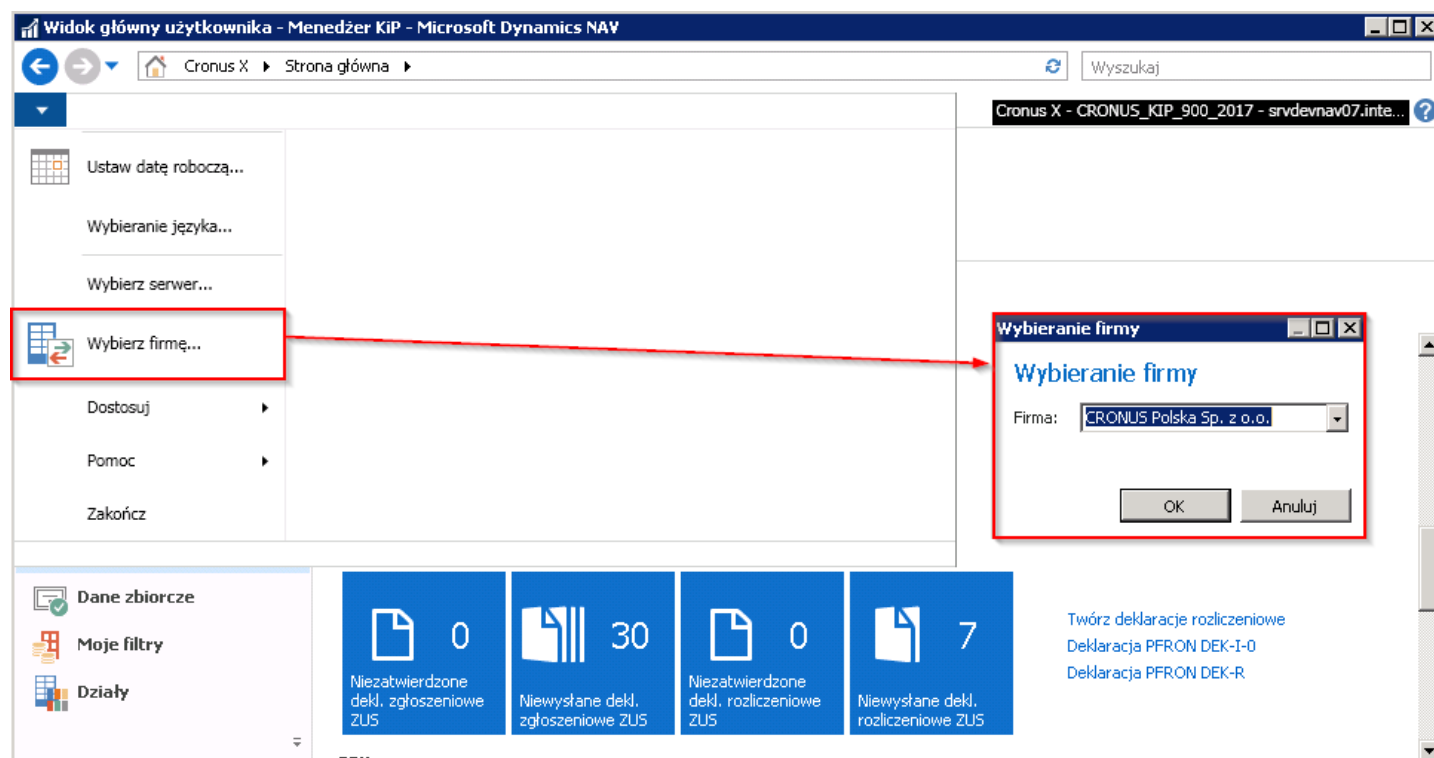 Widok główny użytkownika - Menedżer KiP - Microsoft Dynamics NAV
Cronus X
Strona główna
Wyszukaj
Cronus X - CRONUS_KIP_900_2017 - srvdevnav07.inte...
Ustaw datę roboczą...
Wybieranie języka...
Wybierz serwer...
Wybierz firmę...
Dostosuj
Pomoc
Zakończ
Wybieranie firmy
Wybieranie firmy
Firma:
CRONUS Polska Sp. z o.o.
OK
Anuluj
Dane zbiorcze
Moje filtry
Działy
0
Niezatwierdzone
dekl. zgłoszeniowe
ZUS
30
Niewysłane dekl.
zgłoszeniowe ZUS
0
Niezatwierdzone
dekl. rozliczeniowe
ZUS
7
Niewysłane dekl.
rozliczeniowe ZUS
Twórz deklaracje rozliczeniowe
Deklaracja PFRON DEK-I-0
Deklaracja PFRON DEK-R